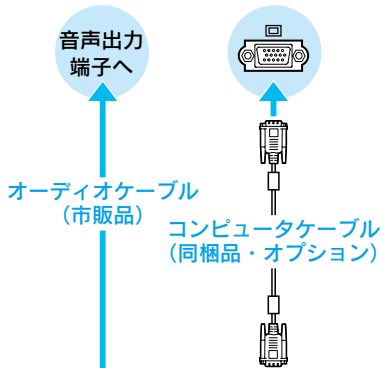 音声出力
端子へ
オーディオケーブル
（市販品）
コンピュータケーブル
（同梱品・オプション）